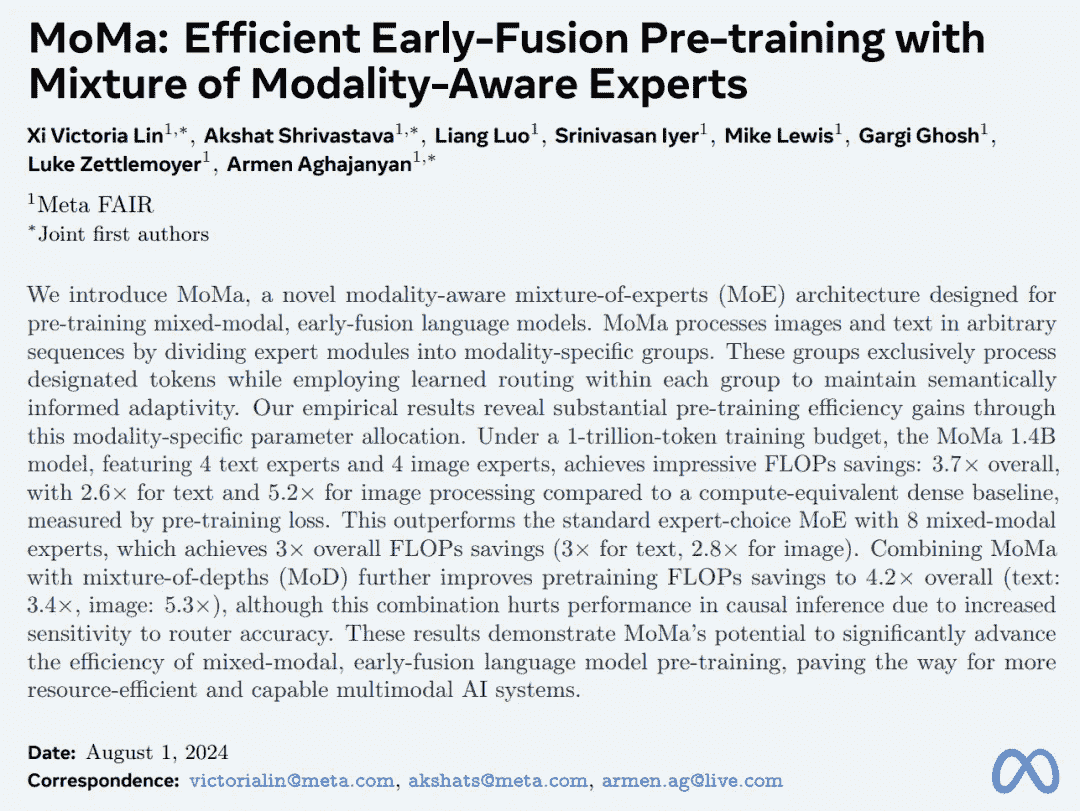 MoMa: Efficient Early-Fusion Pre-training with
Mixture of Modality-Aware Experts
Xi Victoria Lin1,*, Akshat Shrivastava1,*, Liang Luo1, Srinivasan Iyer1, Mike Lewis1, Gargi Ghosh1,
Luke Zettlemoyer1, Armen Aghajanyan1,*
1Meta FAIR
*Joint first authors
We introduce MoMa, a novel modality-aware mixture-of-experts (MoE) architecture designed for
pre-training mixed-modal, early-fusion language models. MoMa processes images and text in arbitrary
sequences by dividing expert modules into modality-specific groups. These groups exclusively process
designated tokens while employing learned routing within each group to maintain semantically
informed adaptivity. Our empirical results reveal substantial pre-training efficiency gains through
this modality-specific parameter allocation. Under a 1-trillion-token training budget, the MoMa 1.4B
model, featuring 4 text experts and 4 image experts, achieves impressive FLOPs savings: 3.7× overall,
with 2.6× for text and 5.2× for image processing compared to a compute-equivalent dense baseline,
measured by pre-training loss. This outperforms the standard expert-choice MoE with 8 mixed-modal
experts, which achieves 3× overall FLOPs savings (3× for text, 2.8× for image). Combining MoMa
with mixture-of-depths (MoD) further improves pretraining FLOPs savings to 4.2× overall (text:
3.4×, image: 5.3×), although this combination hurts performance in causal inference due to increased
sensitivity to router accuracy. These results demonstrate MoMa's potential to significantly advance
the efficiency of mixed-modal, early-fusion language model pre-training, paving the way for more
resource-efficient and capable multimodal AI systems.
Date: August 1, 2024
Correspondence: victorialin@meta.com, akshats@meta.com, armen.ag@live.com